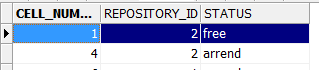 CELL_NUM... REPOSITORY_ID STATUS
1 2 free
4 2 arrend